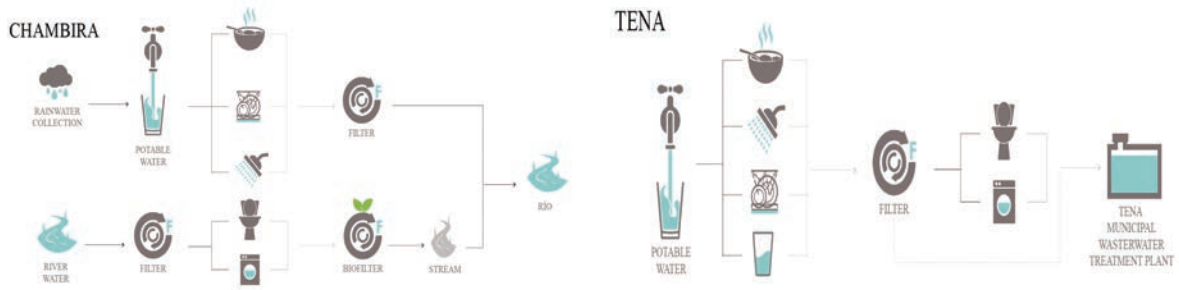 CHAMBIRA
RAINWATER
COLLECTION
POTABLE
WATER
F
FILTER
RÍO
RIVER
WATER
F
FILTER
F
BIOFILTER
STREAM
TENA
POTABLE
WATER
F
FILTER
TENA
MUNICIPAL
WASTERWATER
TREATMENT PLANT